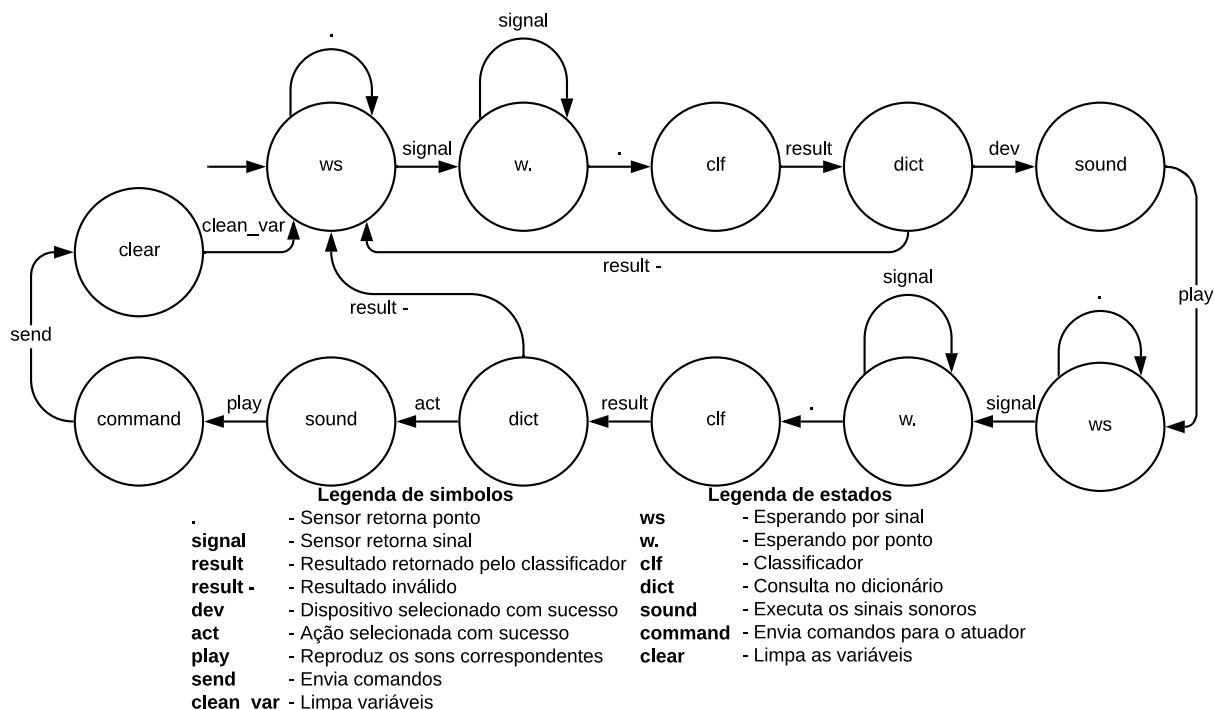 .
signal
ws
signal
w.
.
clf
result
dict
dev
sound
clear
clean_var
result -
result -
signal
.
play
send
command
play
sound
act
dict
result
clf
.
w.
signal
ws
Legenda de simbolos
. - Sensor retorna ponto
signal - Sensor retorna sinal
result - Resultado retornado pelo classificador
result - - Resultado inválido
dev - Dispositivo selecionado com sucesso
act - Ação selecionada com sucesso
play - Reproduz os sons correspondentes
send - Envia comandos
clean_var - Limpa variáveis
Legenda de estados
ws - Esperando por sinal
w. - Esperando por ponto
clf - Classificador
dict - Consulta no dicionário
sound - Executa os sinais sonoros
command - Envia comandos para o atuador
clear - Limpa as variáveis